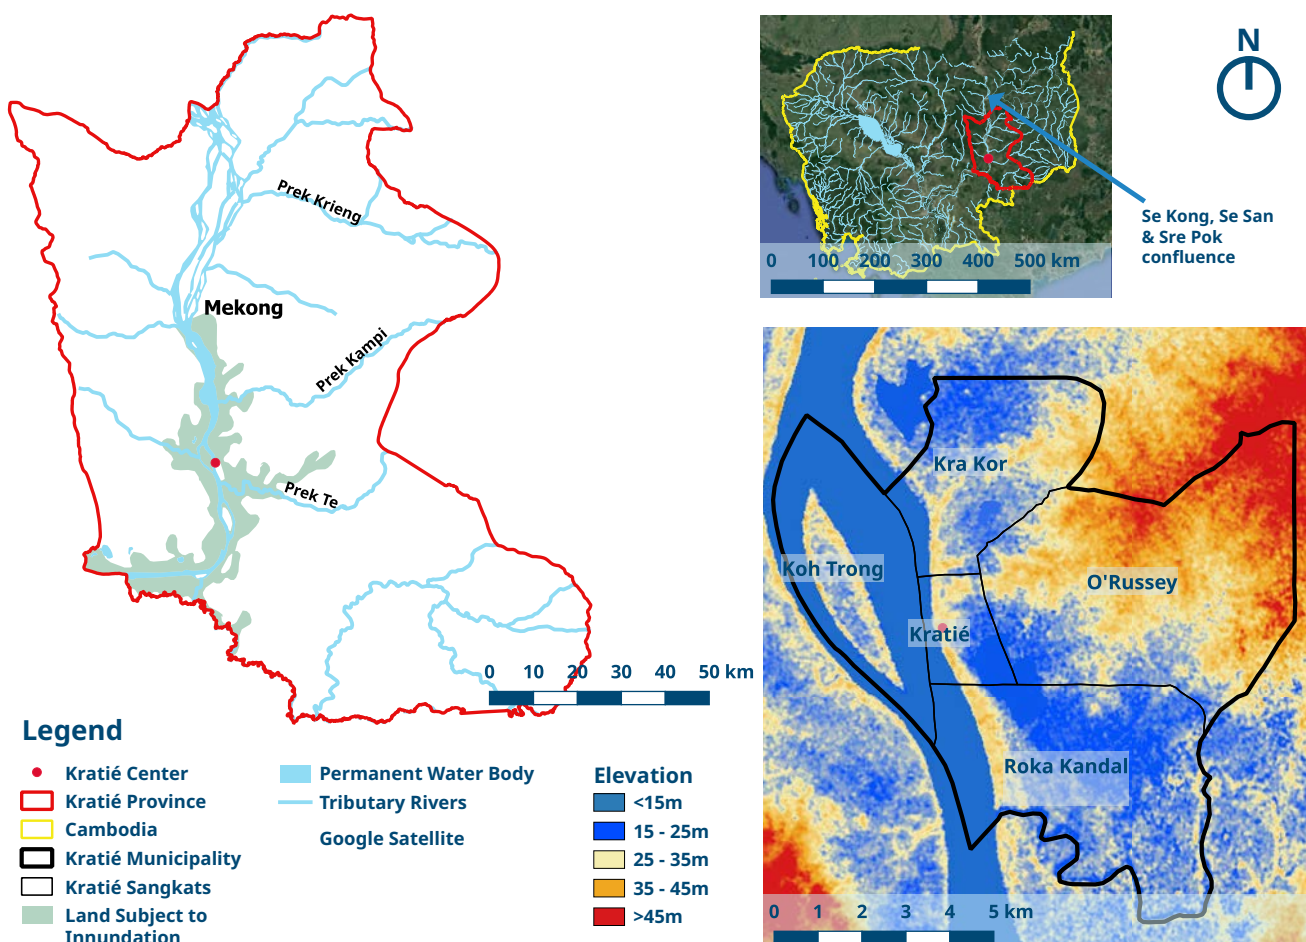 Prek Krieng
Mekong
Prek Kampi
Prek Te
0 10 20 30 40 50 km
Legend
Kratié Center
Kratié Province
Cambodia
Kratié Municipality
Kratié Sangkats
Land Subject to
Innundation
Permanent Water Body
Tributary Rivers
Google Satellite
Elevation
<15m
15 - 25m
25 - 35m
35 - 45m
>45m
0 100 200 300 400 500 km
N
Se Kong, Se San
& Sre Pok
confluence
Kra Kor
Koh Trong
O'Russey
Kratié
Roka Kandal
0 1 2 3 4 5 km